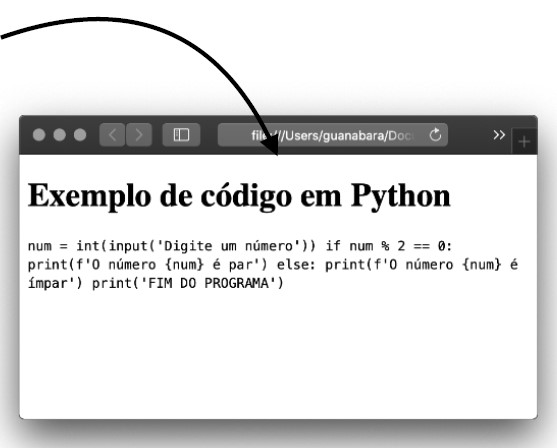 file:///Users/guanabara/Doc
Exemplo de código em Python
num = int(input('Digite um número')) if num % 2 == 0:
print(f'O número {num} é par') else: print(f'O número {num} é
ímpar') print('FIM DO PROGRAMA')